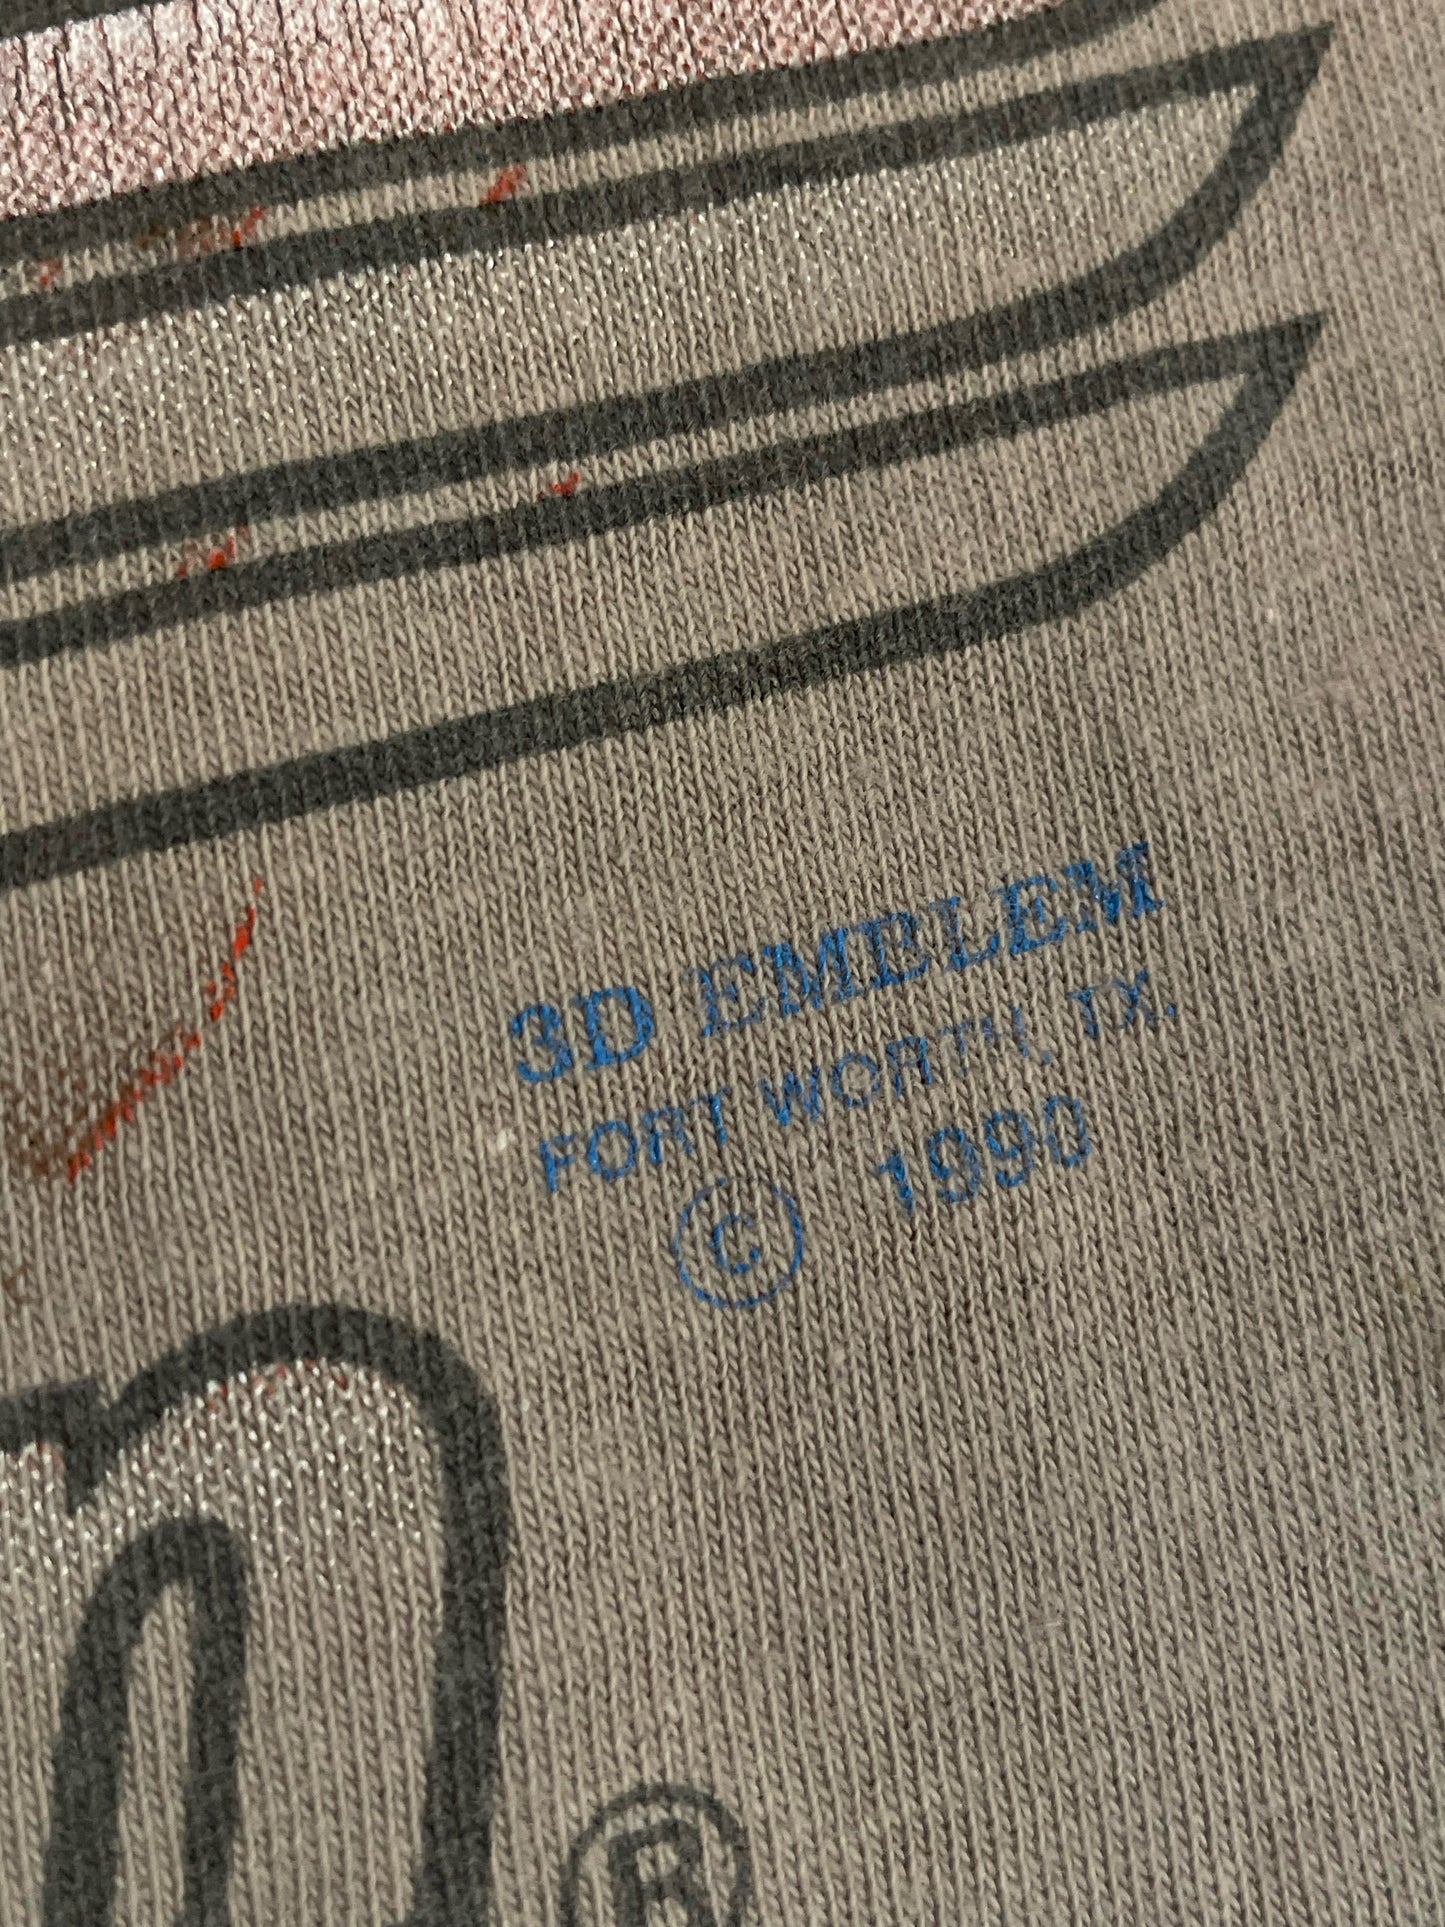 3D EMBLEM
FORT WORTH, TX.
© 1990
n ®